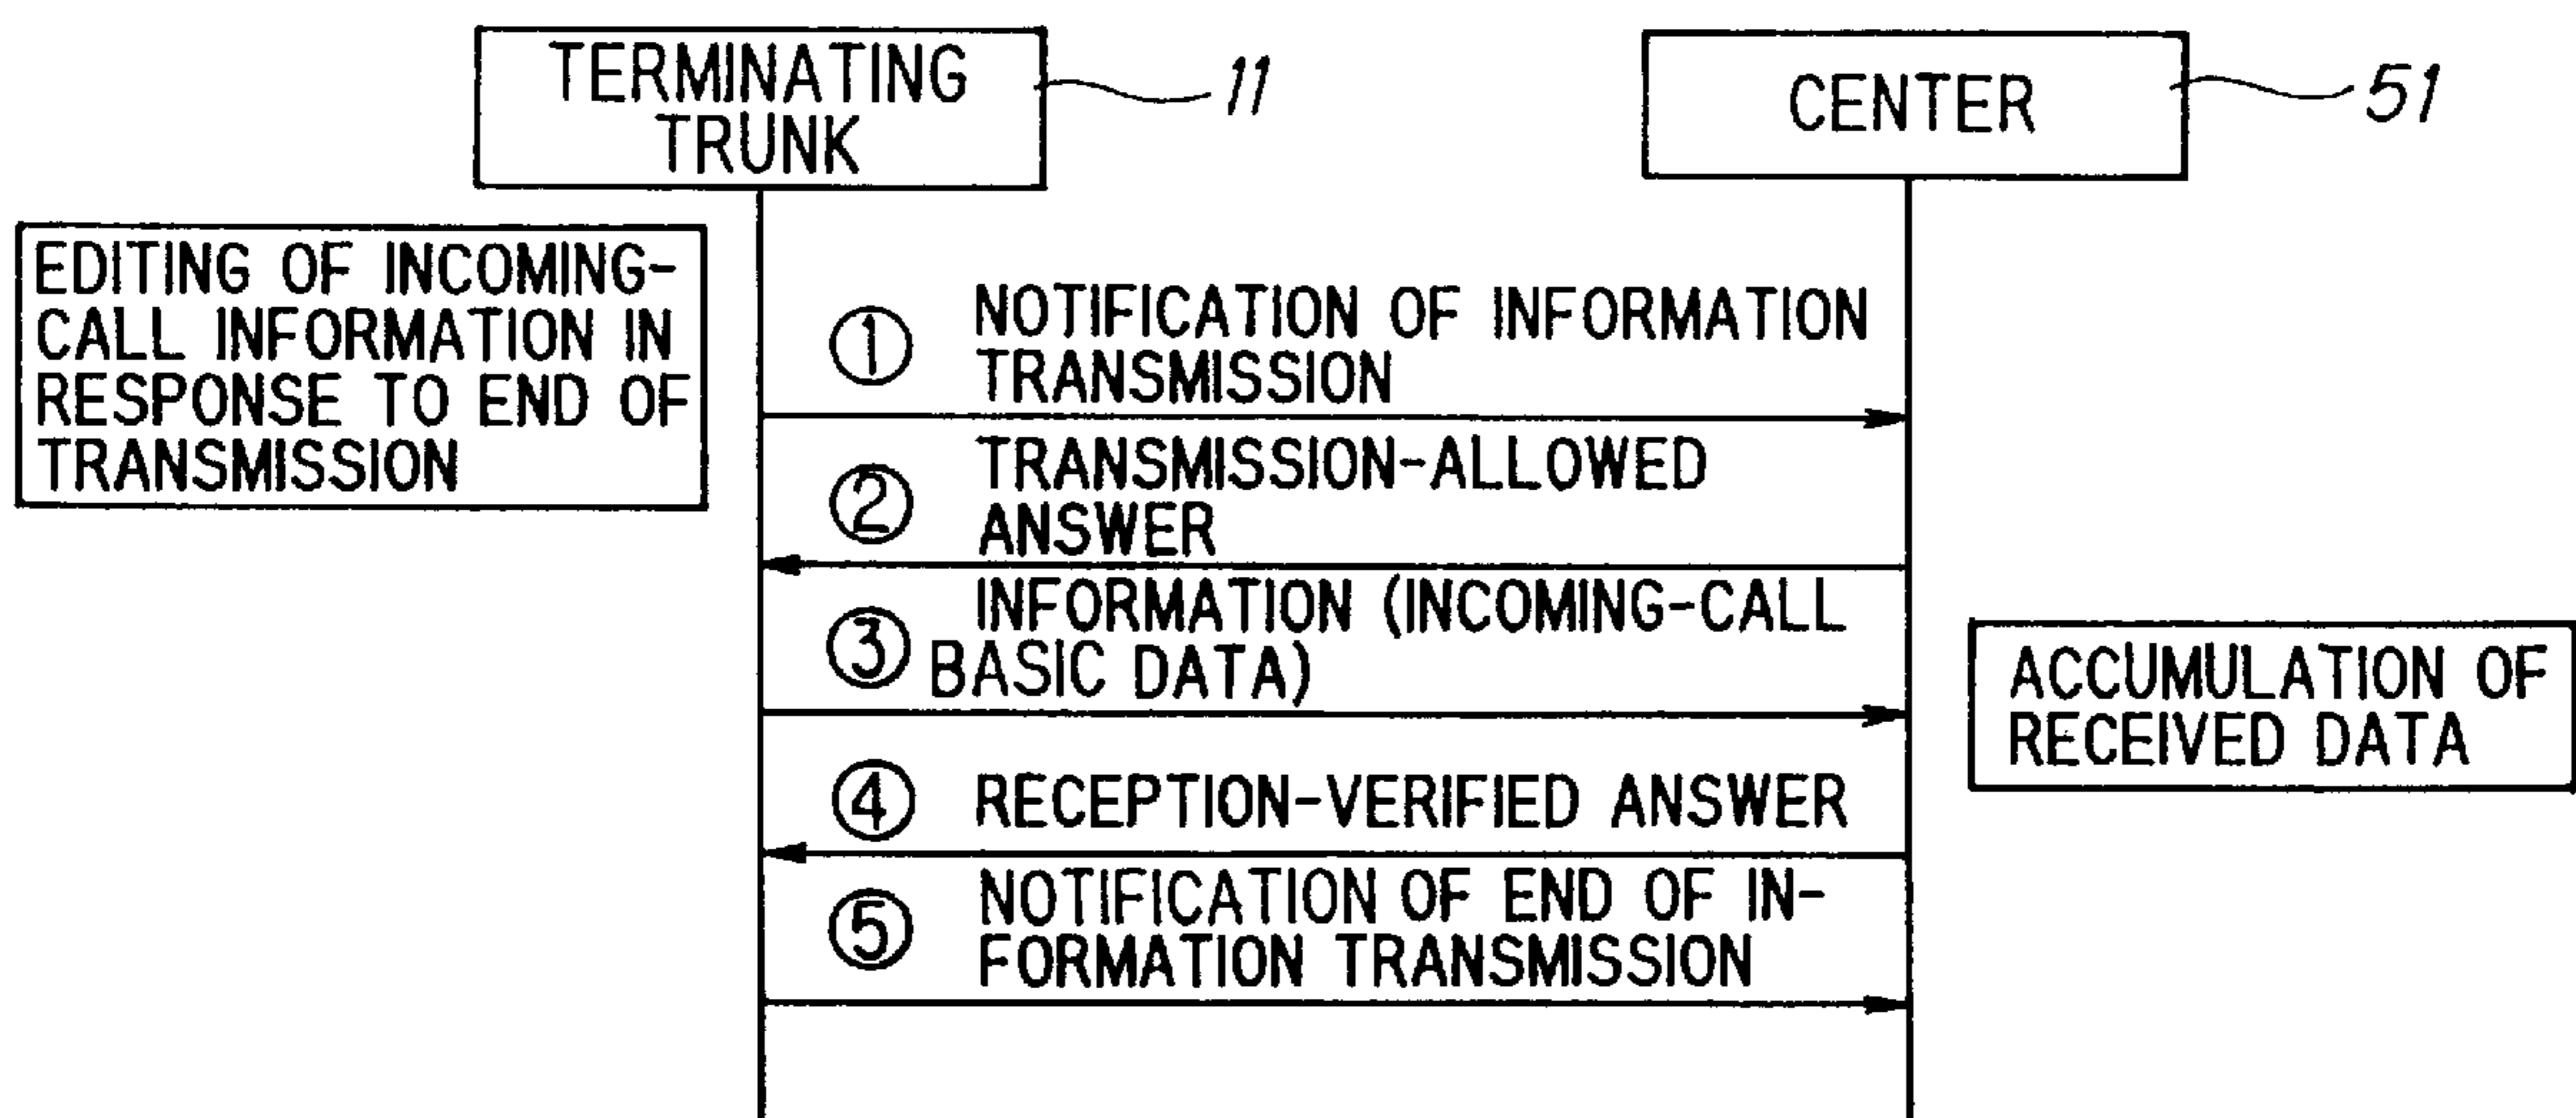 TERMINATING
TRUNK
11
CENTER
51
EDITING OF INCOMING-
CALL INFORMATION IN
RESPONSE TO END OF
TRANSMISSION
① NOTIFICATION OF INFORMATION
TRANSMISSION
② TRANSMISSION-ALLOWED
ANSWER
③ INFORMATION (INCOMING-CALL
BASIC DATA)
ACCUMULATION OF
RECEIVED DATA
④ RECEPTION-VERIFIED ANSWER
⑤ NOTIFICATION OF END OF IN-
FORMATION TRANSMISSION